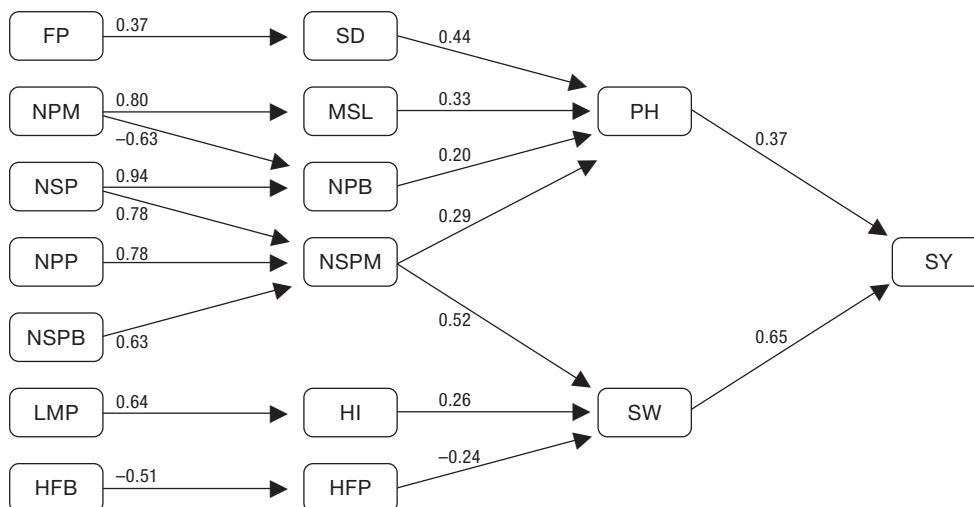 FP
0.37
SD
0.44
NPM
0.80
MSL
0.33
PH
–0.63
0.37
NSP
0.94
NPB
0.20
0.78
0.29
NPP
0.78
NSPM
SY
NSPB
0.63
0.52
0.65
LMP
0.64
HI
0.26
SW
HFB
–0.51
HFP
–0.24